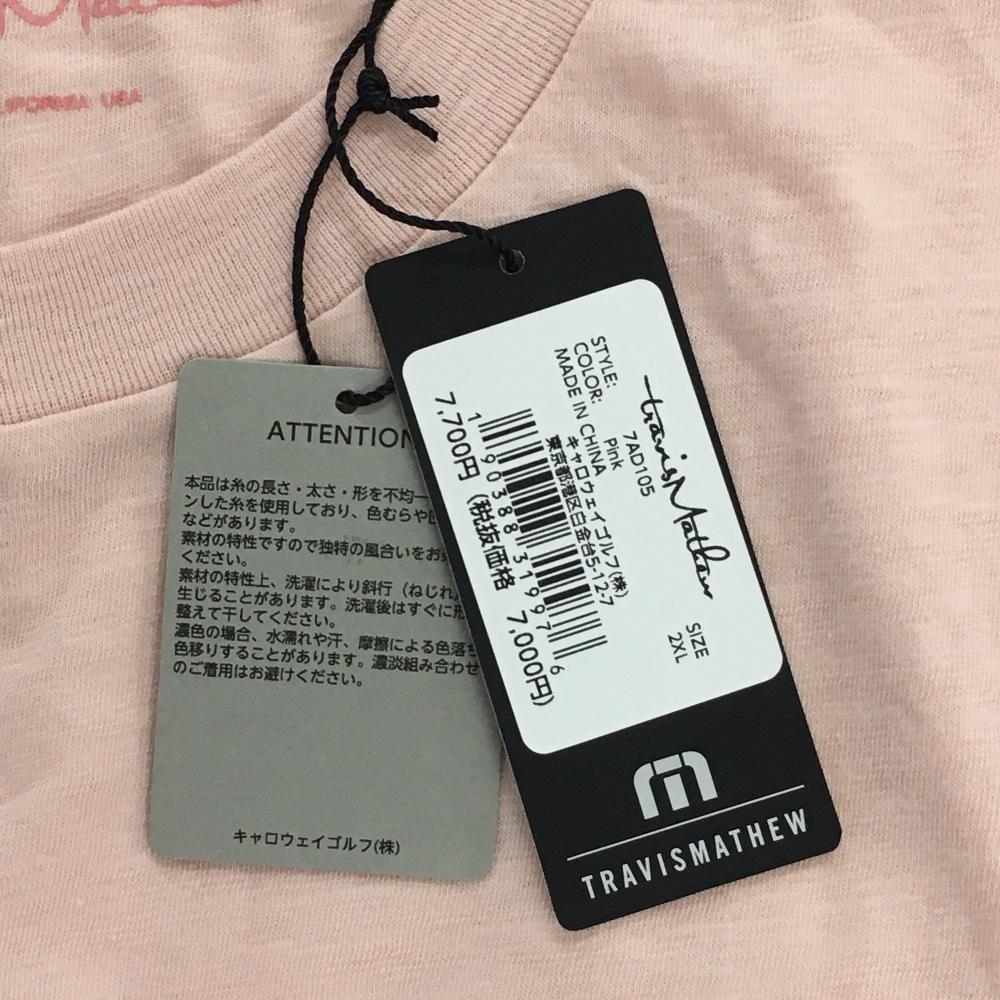 USA
ATTENTION
本品は糸の長さ・太さ・形を不均一
ンした糸を使用しており、色むらや凹
などがあります。
素材の特性ですので独特の風合いをお
ください。
素材の特性上、洗濯により斜行（ねじれ
生じることがあります。洗濯後はすぐに形
整えて干してください。
濃色の場合、水濡れや汗、摩擦による色落ち
色移りすることがあります。濃淡組み合わせ
のご着用はお避けください。
キャロウェイゴルフ(株)
travisMathew
SIZE
2XL
STYLE: 7AD105
COLOR: Pink
MADE IN CHINA
キャロウェイゴルフ(株)
東京都港区白金台5-12-7
1 90388 31997 6
7,700円 (税抜価格 7,000円)
TRAVISMATHEW